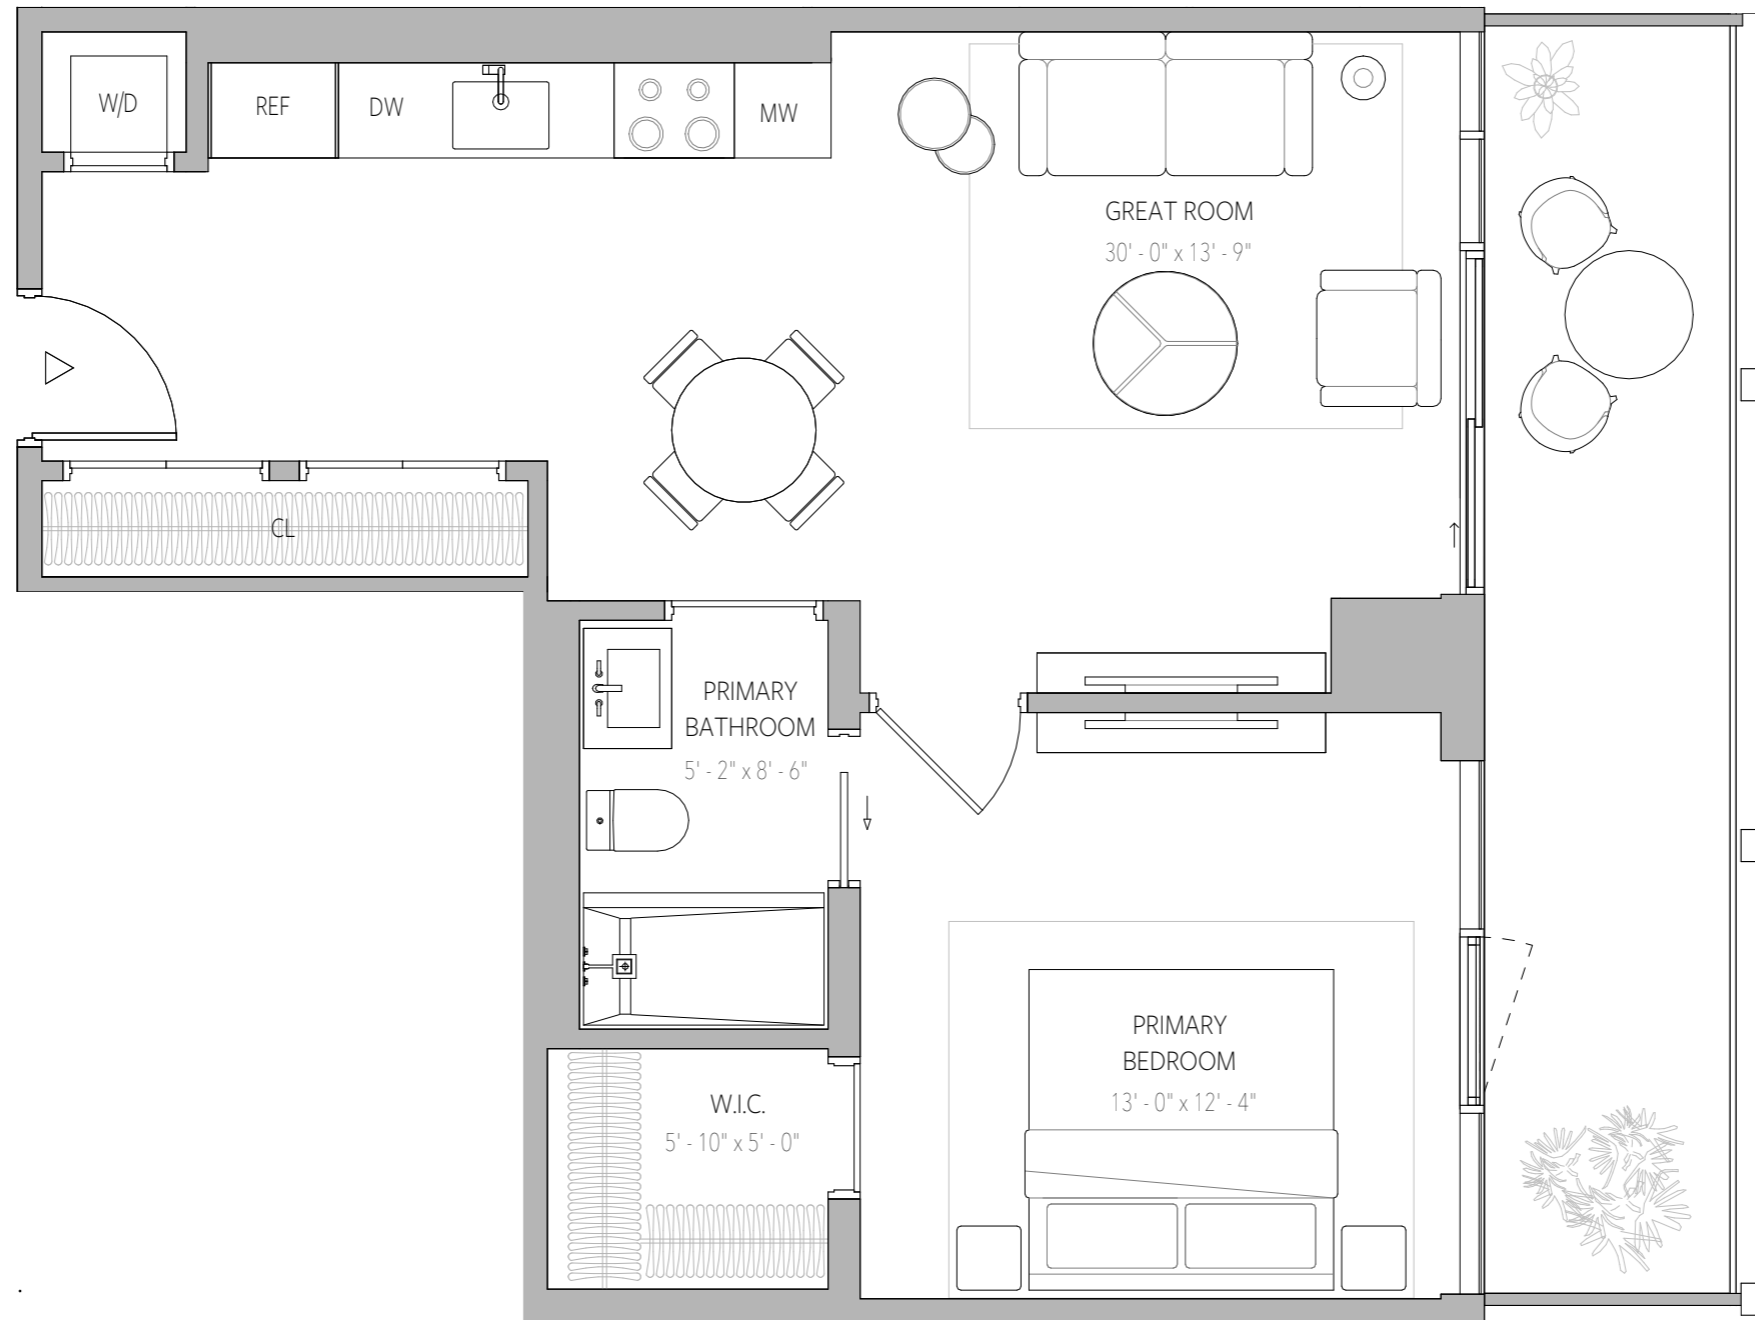 W/D
REF
DW
MW
GREAT ROOM
30' - 0" x 13' - 9"
CL
PRIMARY
BATHROOM
5' - 2" x 8' - 6"
PRIMARY
BEDROOM
13' - 0" x 12' - 4"
W.I.C.
5' - 10" x 5' - 0"